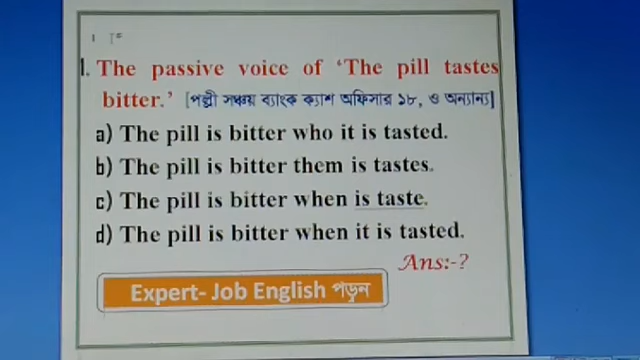 1. The passive voice of 'The pill tastes
bitter.' [পল্লী সঞ্চয় ব্যাংক ক্যাশ অফিসার ১৮, ও অন্যান্য]
a) The pill is bitter who it is tasted.
b) The pill is bitter them is tastes.
c) The pill is bitter when is taste.
d) The pill is bitter when it is tasted.
Ans:-?
Expert- Job English পড়ুন